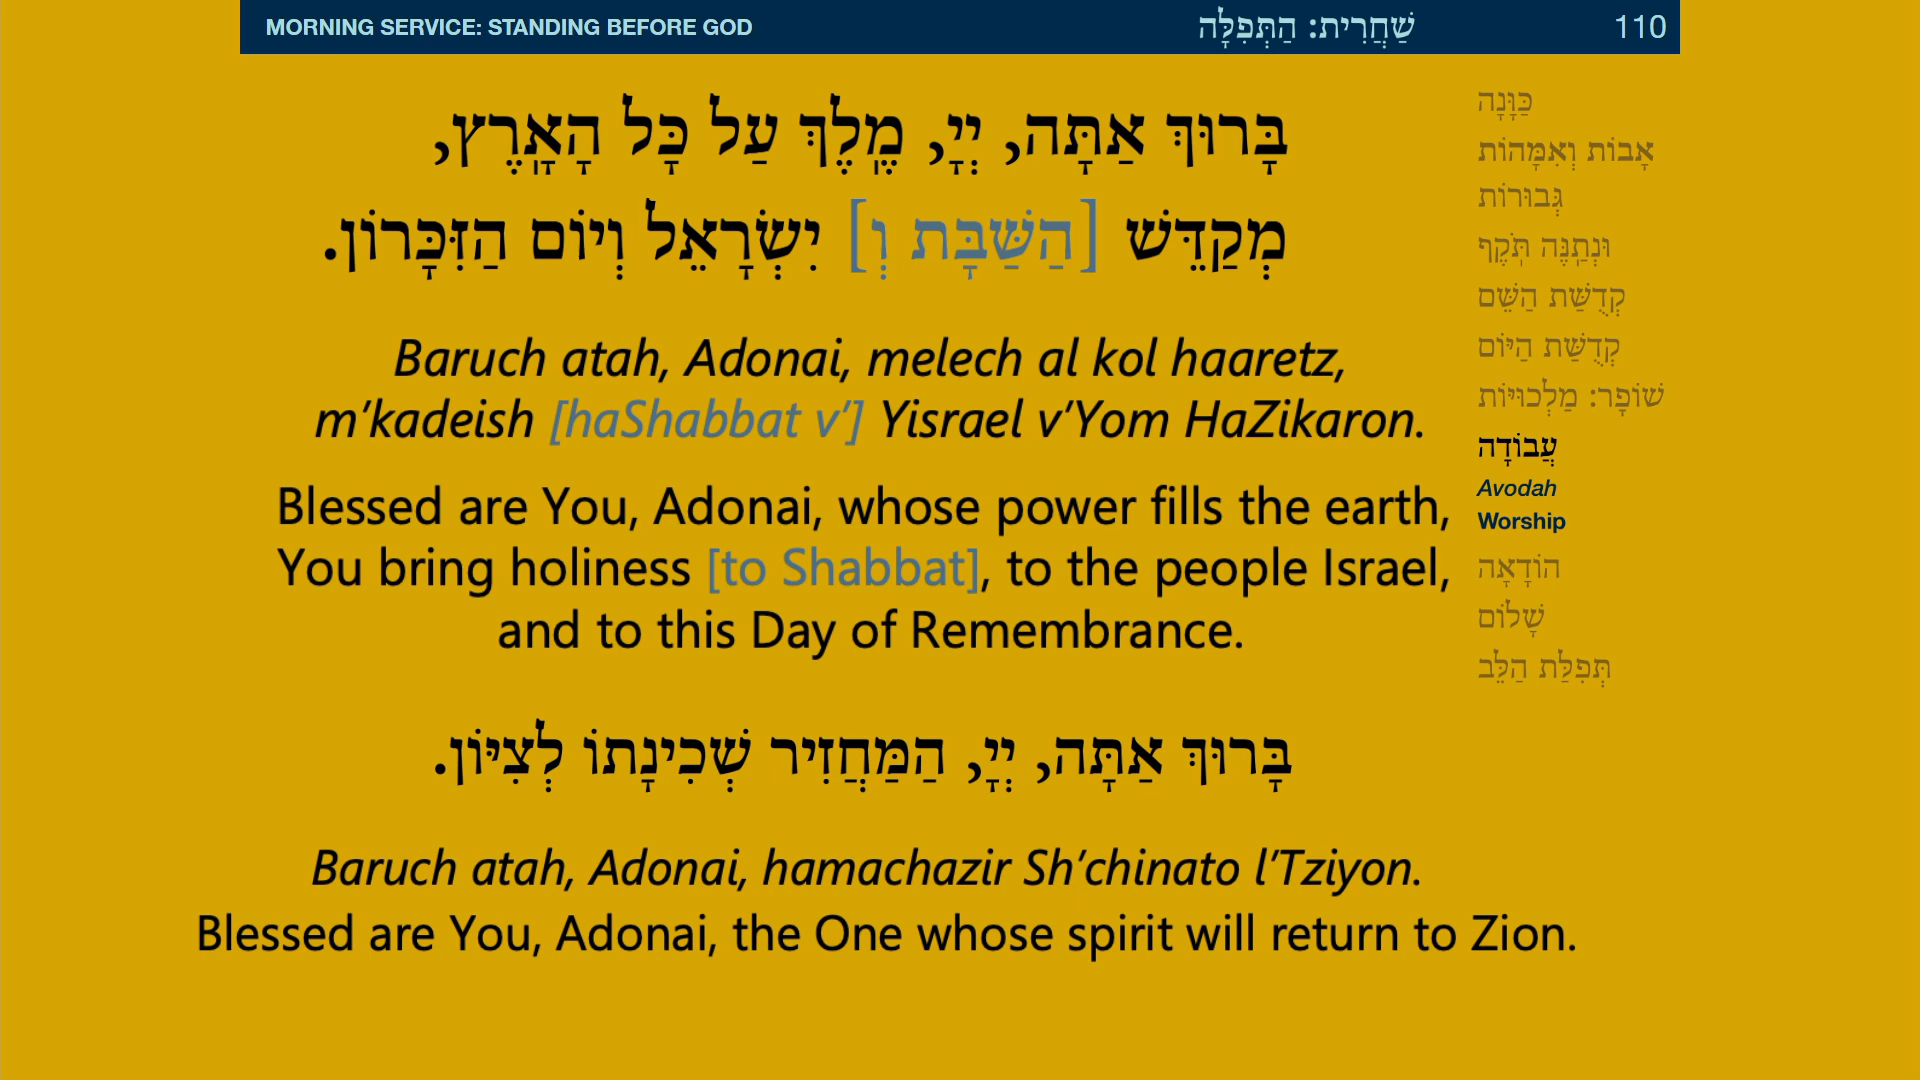 MORNING SERVICE: STANDING BEFORE GOD שַׁחֲרִית: הַתְּפִלָּה 110
בָּרוּךְ אַתָּה, יְיָ, מֶֽלֶךְ עַל כָּל הָאָֽרֶץ,
מְקַדֵּשׁ [הַשַּׁבָּת וְ] יִשְׂרָאֵל וְיוֹם הַזִּכָּרוֹן.
Baruch atah, Adonai, melech al kol haaretz,
m’kadeish [haShabbat v’] Yisrael v’Yom HaZikaron.
Blessed are You, Adonai, whose power fills the earth,
You bring holiness [to Shabbat], to the people Israel,
and to this Day of Remembrance.
בָּרוּךְ אַתָּה, יְיָ, הַמַּחֲזִיר שְׁכִינָתוֹ לְצִיּוֹן.
Baruch atah, Adonai, hamachazir Sh’chinato l’Tziyon.
Blessed are You, Adonai, the One whose spirit will return to Zion.
כַּוָּנָה
אָבוֹת וְאִמָּהוֹת
גְּבוּרוֹת
וּנְתַנֶּה תֹּֽקֶף
קְדֻשַּׁת הַשֵּׁם
קְדֻשַּׁת הַיּוֹם
שׁוֹפָר: מַלְכוּיּוֹת
עֲבוֹדָה
Avodah
Worship
הוֹדָאָה
שָׁלוֹם
תְּפִלַּת הַלֵּב